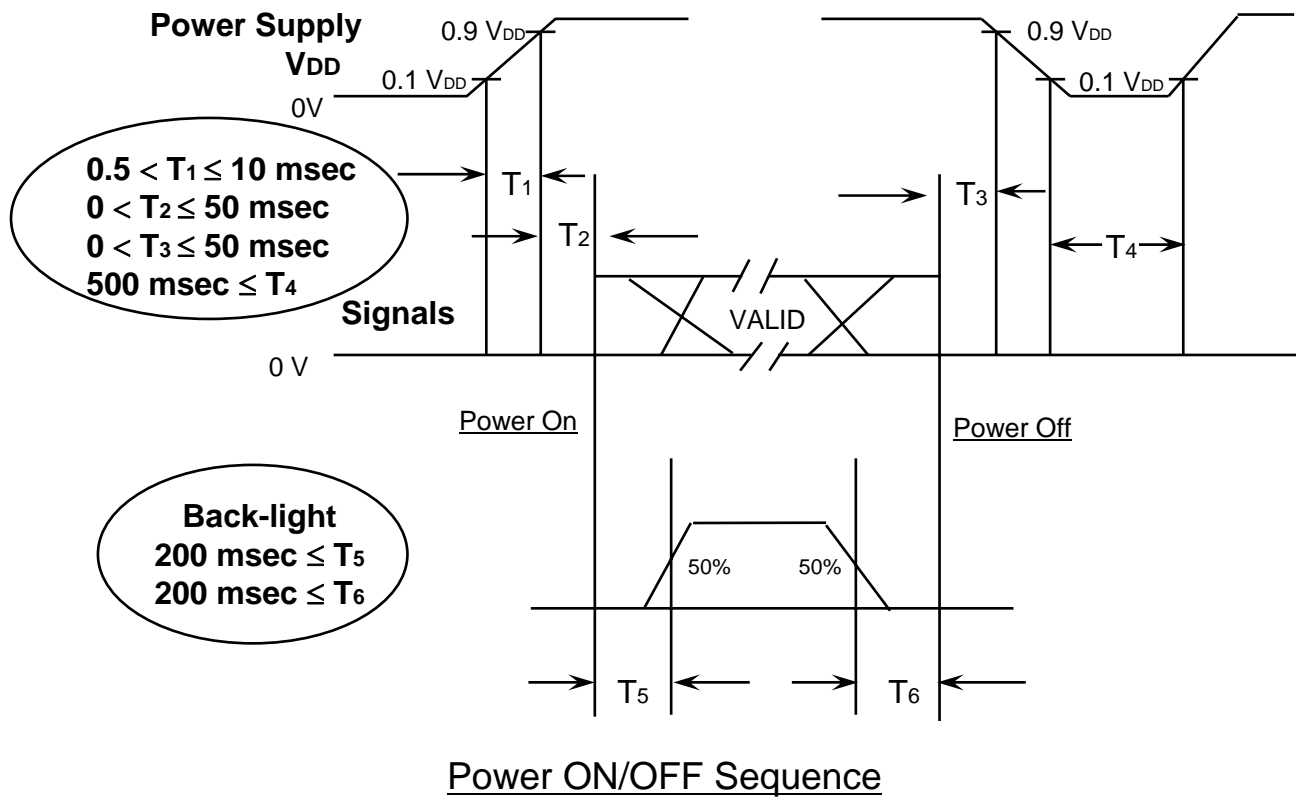 Power Supply
VDD
0.9 VDD
0.1 VDD
0V
0.9 VDD
0.1 VDD
0.5 < T1 ≤ 10 msec
0 < T2 ≤ 50 msec
0 < T3 ≤ 50 msec
500 msec ≤ T4
T1
T2
T3
T4
Signals
VALID
0 V
Power On
Power Off
Back-light
200 msec ≤ T5
200 msec ≤ T6
50%
50%
T5
T6
Power ON/OFF Sequence